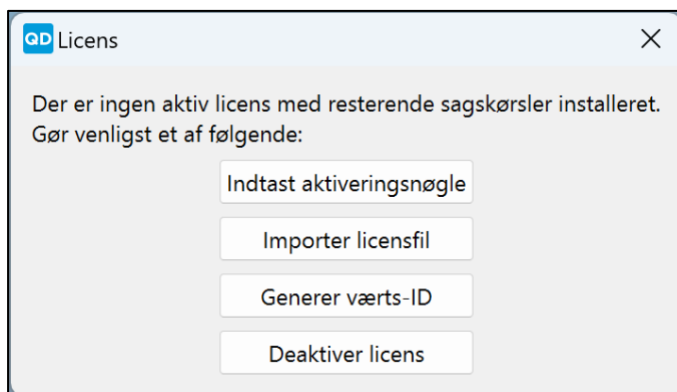 QD Licens
Der er ingen aktiv licens med resterende sagskørsler installeret.
Gør venligst et af følgende:
Indtast aktiveringsnøgle
Importer licensfil
Generer værts-ID
Deaktiver licens